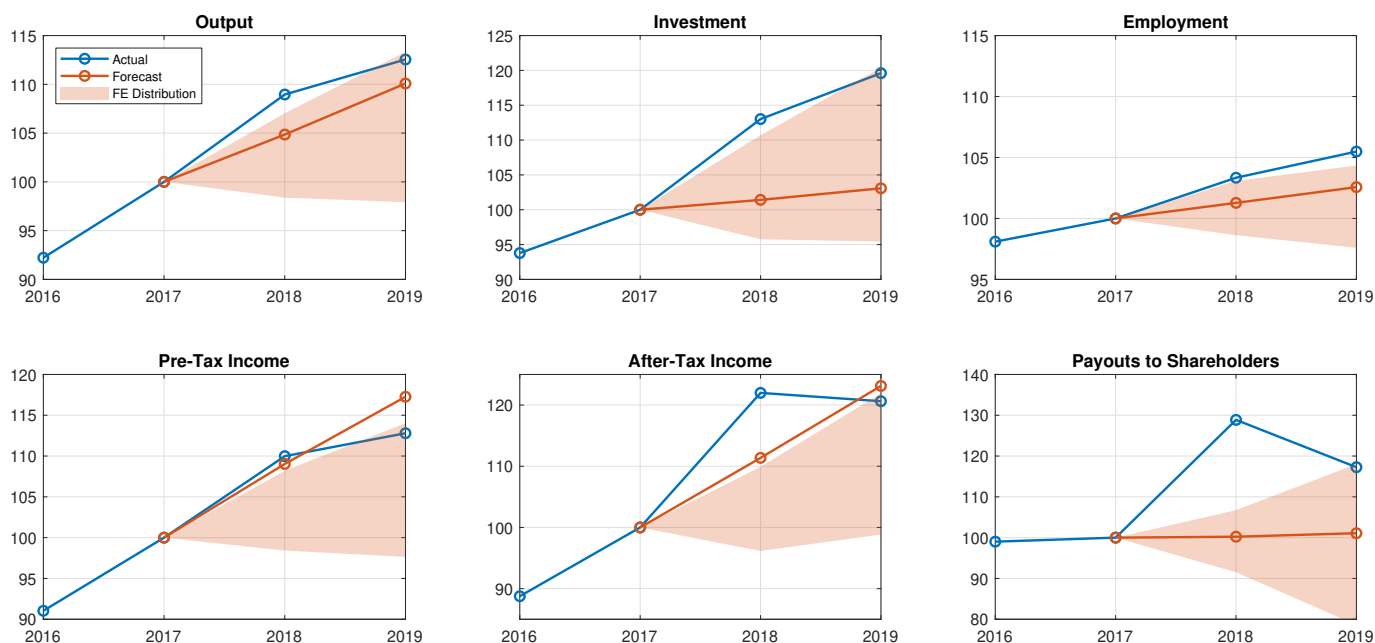 Output
115
110
105
100
95
90
2016 2017 2018 2019
Actual
Forecast
FE Distribution
Investment
125
120
115
110
105
100
95
90
2016 2017 2018 2019
Employment
115
110
105
100
95
2016 2017 2018 2019
Pre-Tax Income
120
115
110
105
100
95
90
2016 2017 2018 2019
After-Tax Income
120
110
100
90
2016 2017 2018 2019
Payouts to Shareholders
140
130
120
110
100
90
80
2016 2017 2018 2019